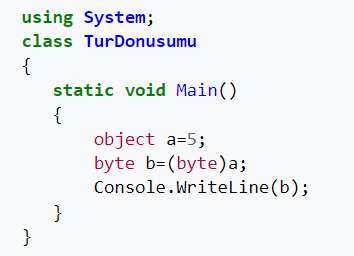 using System;
class TurDonusumu
{
   static void Main()
   {
       object a=5;
       byte b=(byte)a;
       Console.WriteLine(b);
   }
}